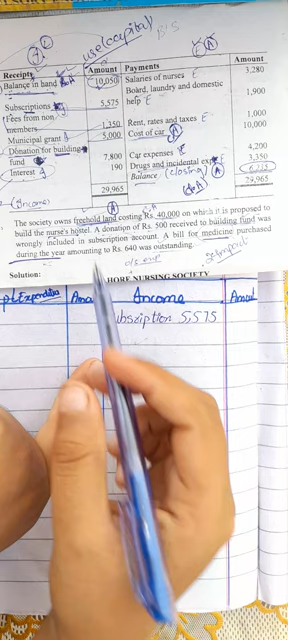 use(capital B'S
Receipts Amount Payments Amount
Balance in hand 10,050 Salaries of nurses E 3,280
Board, laundry and domestic
Subscriptions 5,575 help E 1,900
Fees from non
members 1,350 Rent, rates and taxes E 1,000
Municipal grant 5,000 Cost of car A 10,000
Donation for building
fund 7,800 Car expenses E 4,200
Interest 190 Drugs and incidental exp E 3,350
Balance (closing) A
29,965 29,965
(Income
The society owns freehold land costing Rs. 40,000 on which it is proposed to
build the nurse's hostel. A donation of Rs. 500 received to building fund was
wrongly included in subscription account. A bill for medicine purchased
during the year amounting to Rs. 640 was outstanding.
o/s exp
Solution:
HORE NURSING SOCIETY
Expenditure Amo Income Amount
ubscription 5,575